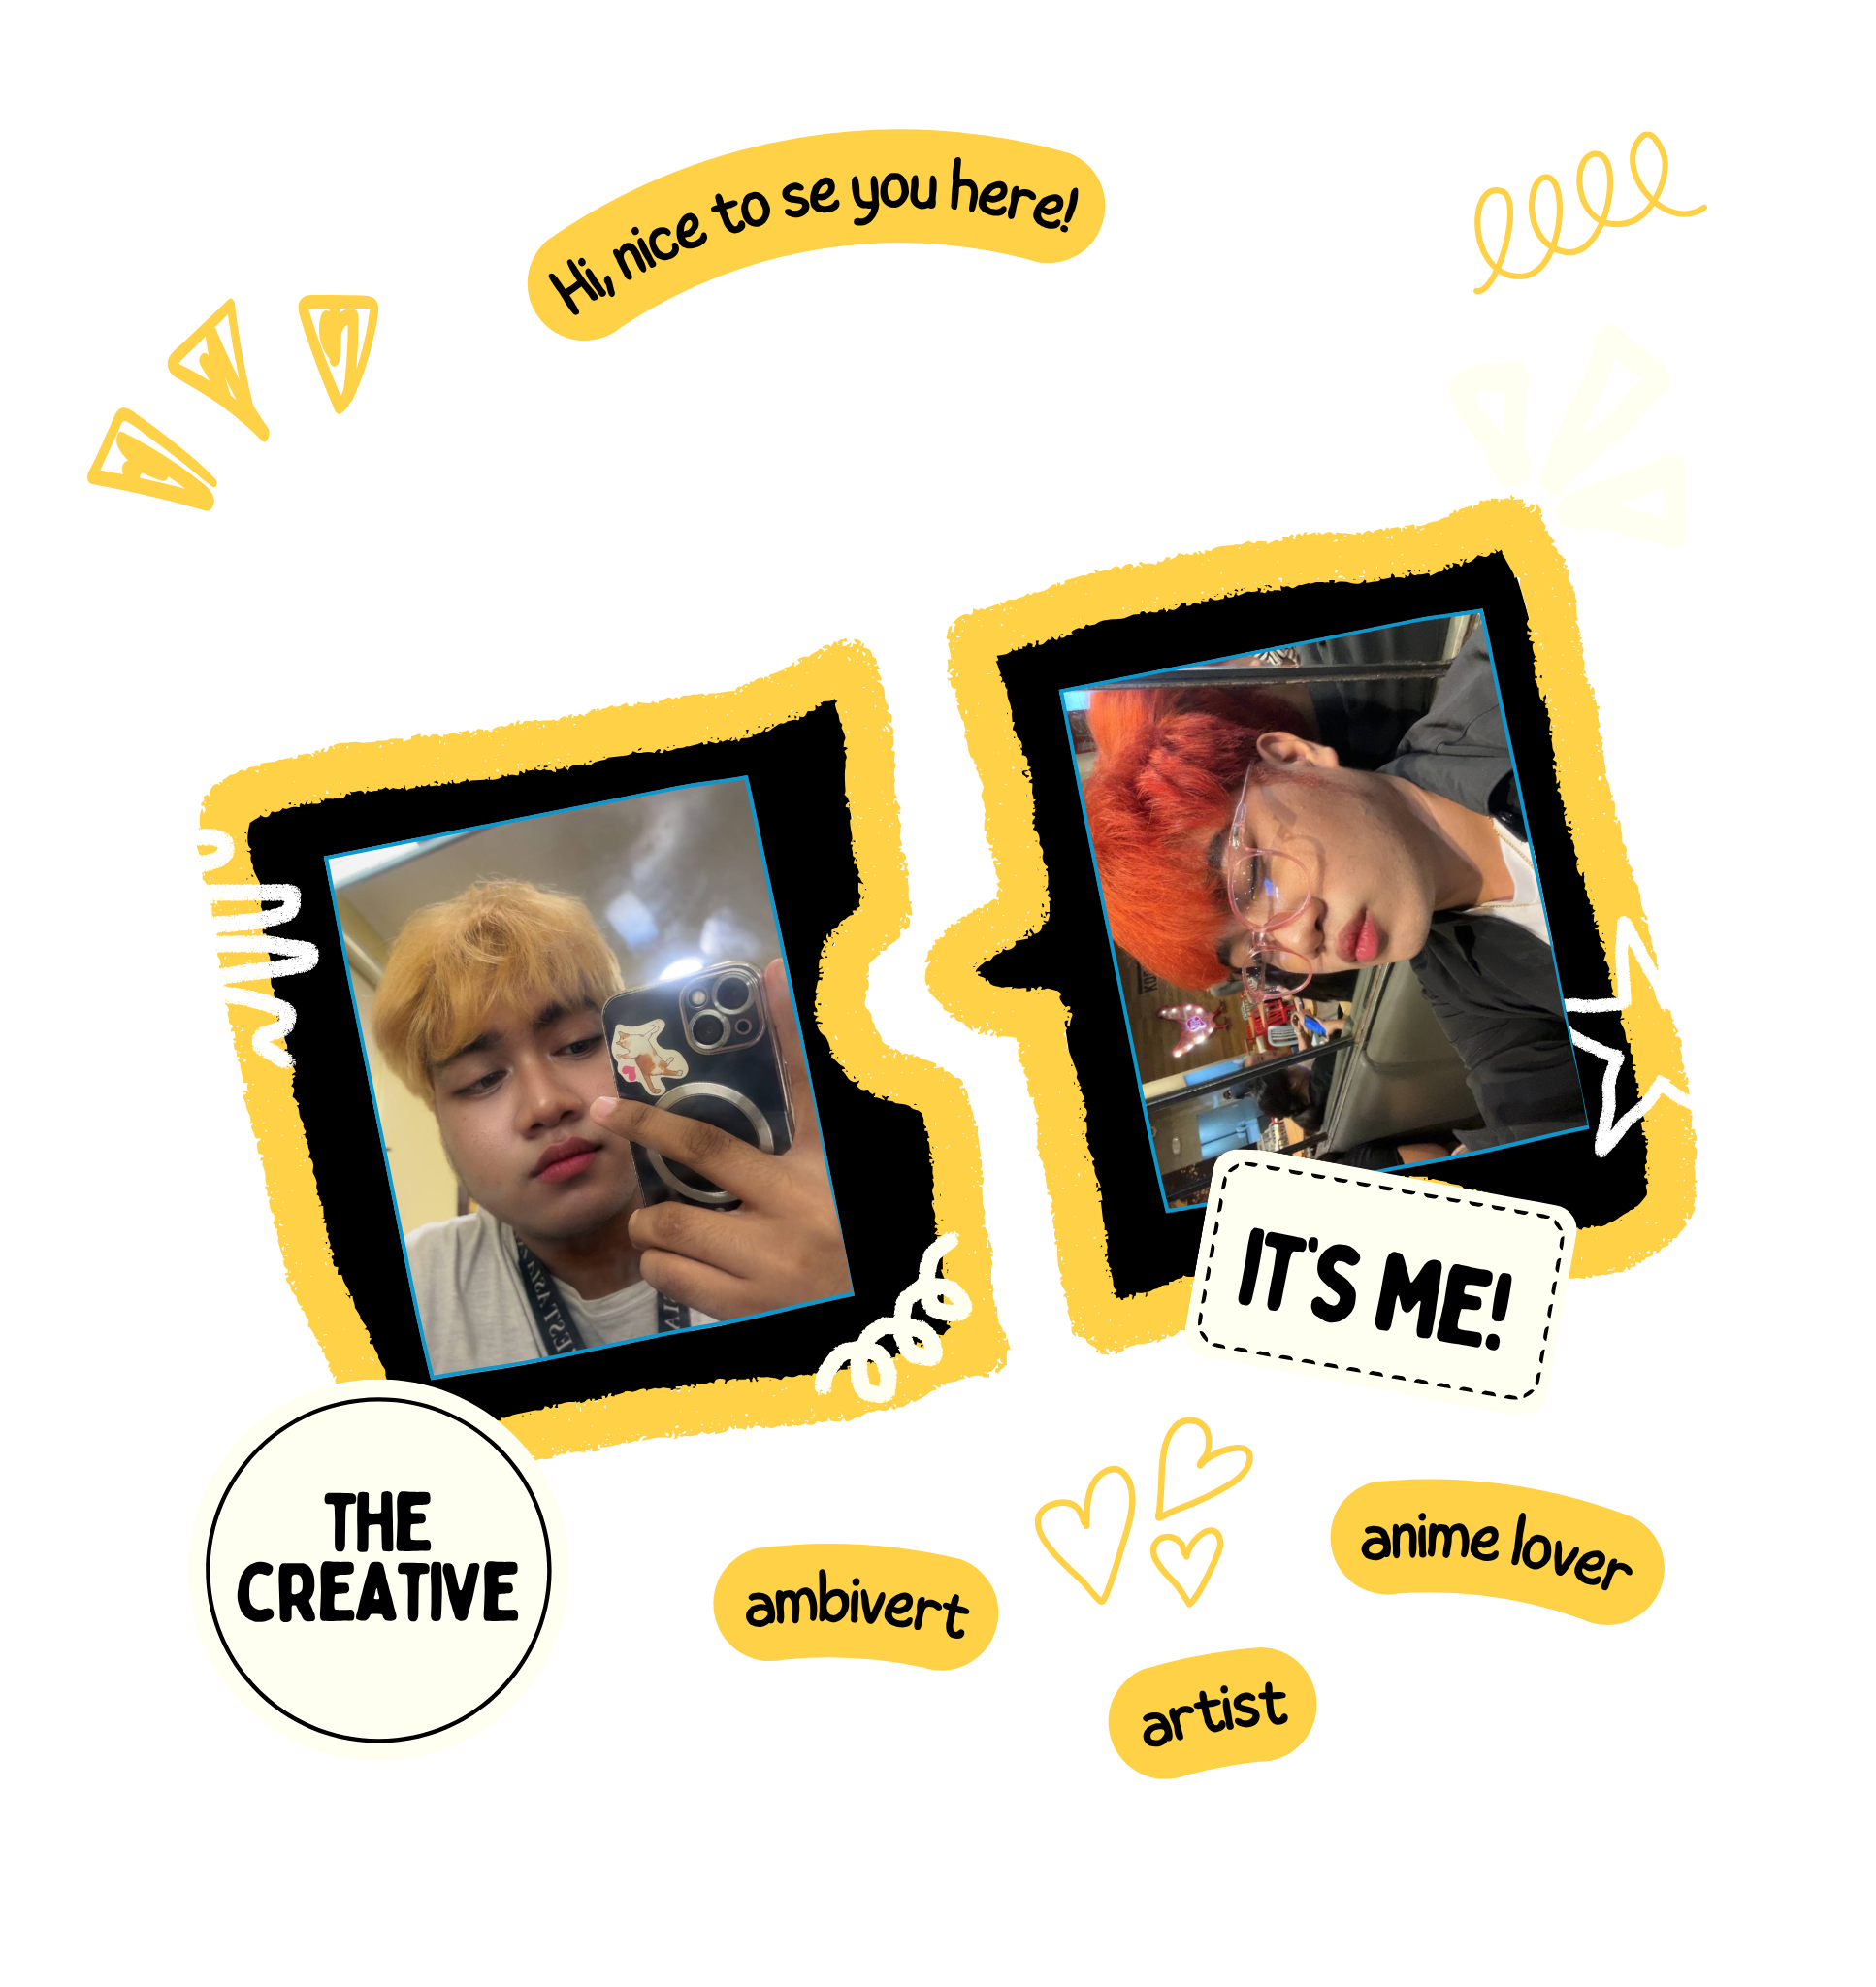 Hi, nice to se you here!
IT'S ME!
THE
CREATIVE
ambivert
anime lover
artist